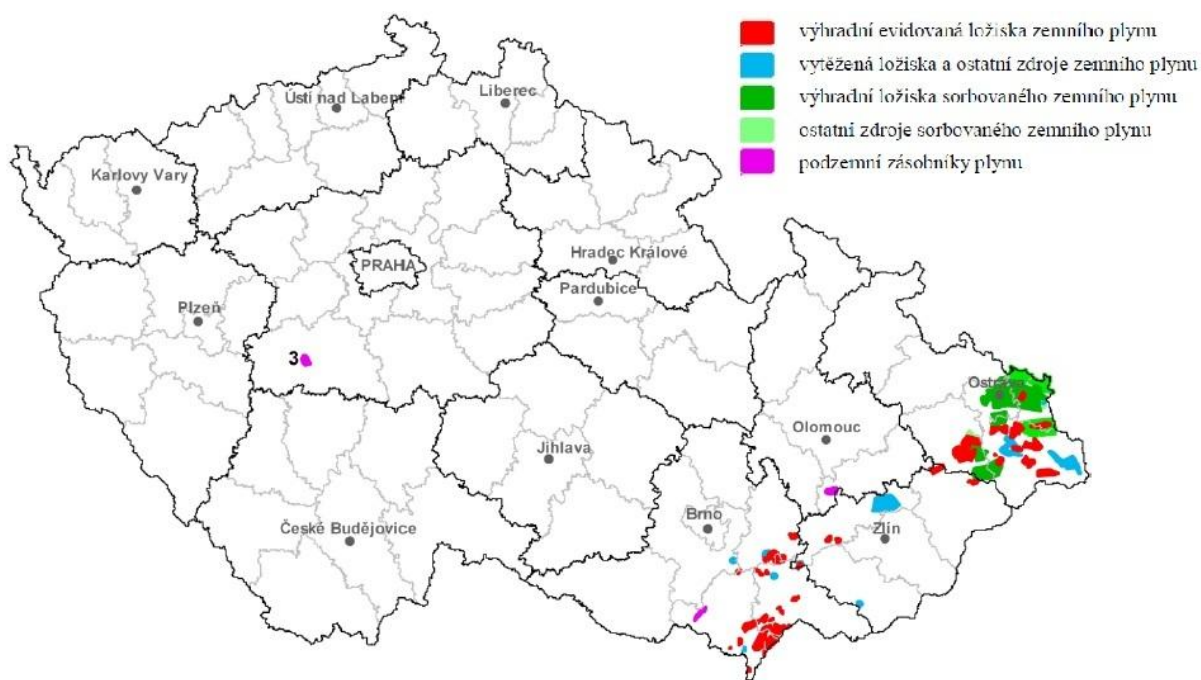 výhradní evidovaná ložiska zemního plynu
vytěžená ložiska a ostatní zdroje zemního plynu
výhradní ložiska sorbovaného zemního plynu
ostatní zdroje sorbovaného zemního plynu
podzemní zásobníky plynu
Liberec
Ústí nad Labem
Karlovy Vary
Hradec Králové
PRAHA
Pardubice
Plzeň
3
Ostrava
Olomouc
Jihlava
Brno
České Budějovice
Zlín